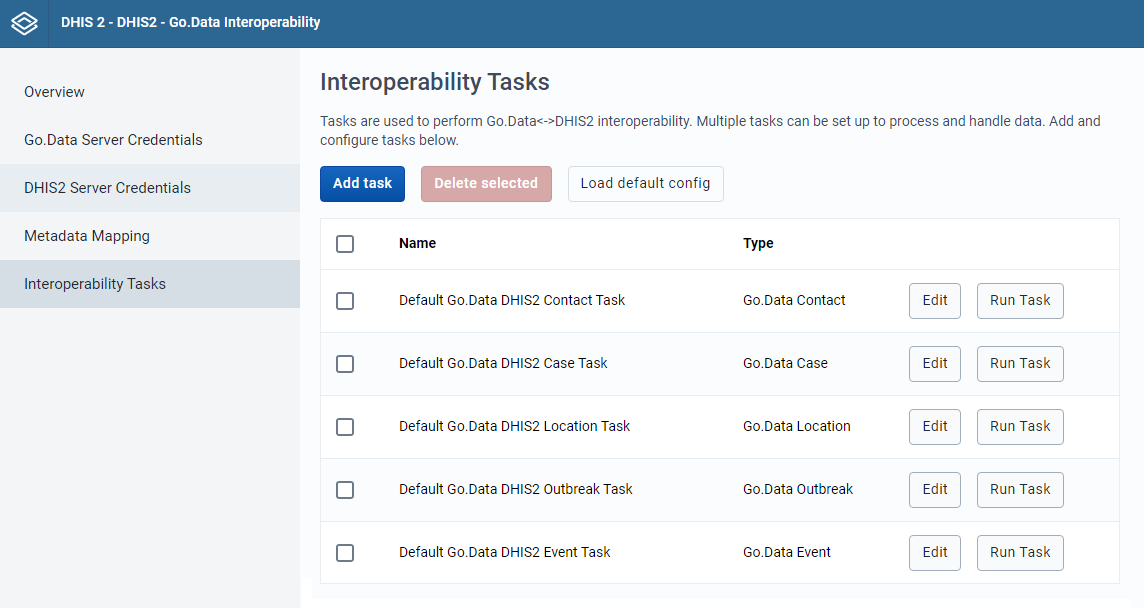 DHIS 2 - DHIS2 - Go.Data Interoperability
Overview
Go.Data Server Credentials
DHIS2 Server Credentials
Metadata Mapping
Interoperability Tasks
Interoperability Tasks
Tasks are used to perform Go.Data<->DHIS2 interoperability. Multiple tasks can be set up to process and handle data. Add and
configure tasks below.
Add task Delete selected Load default config
Name Type
Default Go.Data DHIS2 Contact Task Go.Data Contact Edit Run Task
Default Go.Data DHIS2 Case Task Go.Data Case Edit Run Task
Default Go.Data DHIS2 Location Task Go.Data Location Edit Run Task
Default Go.Data DHIS2 Outbreak Task Go.Data Outbreak Edit Run Task
Default Go.Data DHIS2 Event Task Go.Data Event Edit Run Task